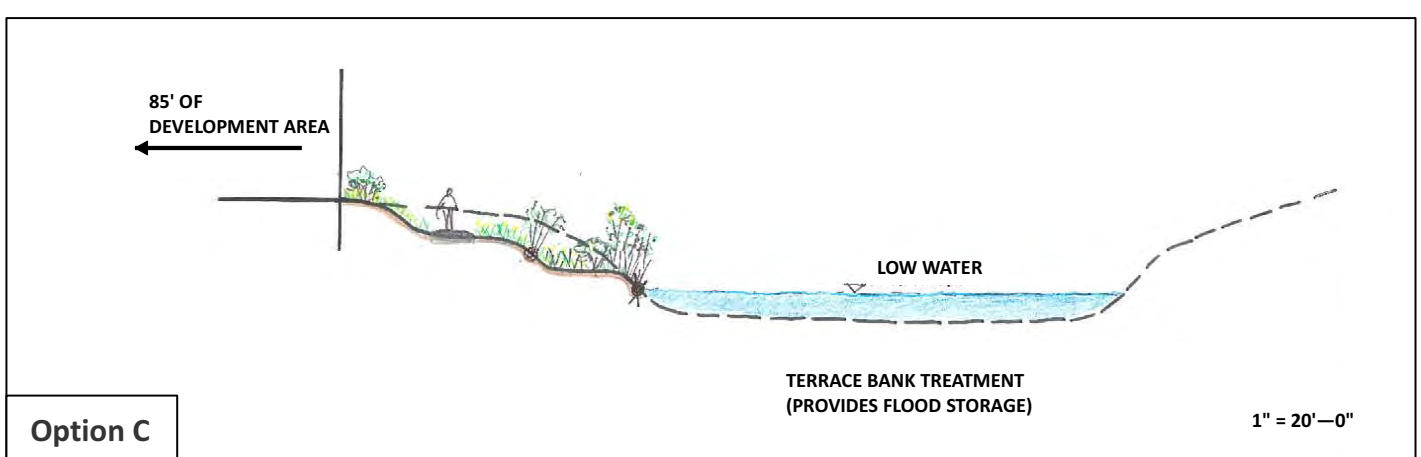 85' OF
DEVELOPMENT AREA
LOW WATER
TERRACE BANK TREATMENT
(PROVIDES FLOOD STORAGE)
1" = 20'—0"
Option C